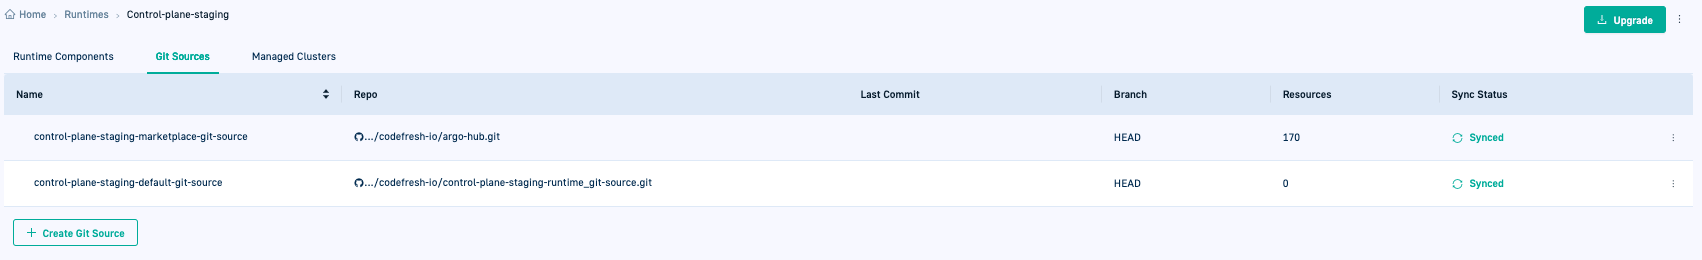 Home › Runtimes › Control-plane-staging
Upgrade
Runtime Components Git Sources Managed Clusters
Name Repo Last Commit Branch Resources Sync Status
control-plane-staging-marketplace-git-source .../codefresh-io/argo-hub.git HEAD 170 Synced
control-plane-staging-default-git-source .../codefresh-io/control-plane-staging-runtime_git-source.git HEAD 0 Synced
+ Create Git Source